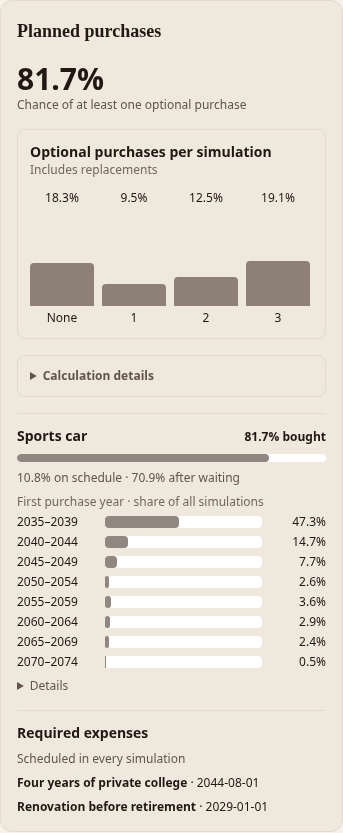 Planned purchases
81.7%
Chance of at least one optional purchase
Optional purchases per simulation
Includes replacements
18.3% 9.5% 12.5% 19.1%
None 1 2 3
Calculation details
Sports car 81.7% bought
10.8% on schedule · 70.9% after waiting
First purchase year · share of all simulations
2035–2039 47.3%
2040–2044 14.7%
2045–2049 7.7%
2050–2054 2.6%
2055–2059 3.6%
2060–2064 2.9%
2065–2069 2.4%
2070–2074 0.5%
Details
Required expenses
Scheduled in every simulation
Four years of private college · 2044-08-01
Renovation before retirement · 2029-01-01